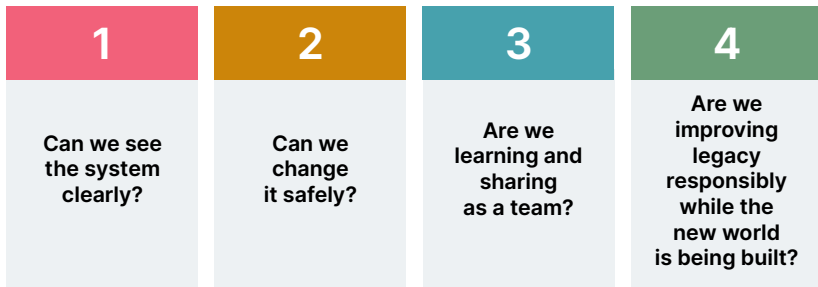 1
Can we see
the system
clearly?
2
Can we
change
it safely?
3
Are we
learning and
sharing
as a team?
4
Are we
improving
legacy
responsibly
while the
new world
is being built?